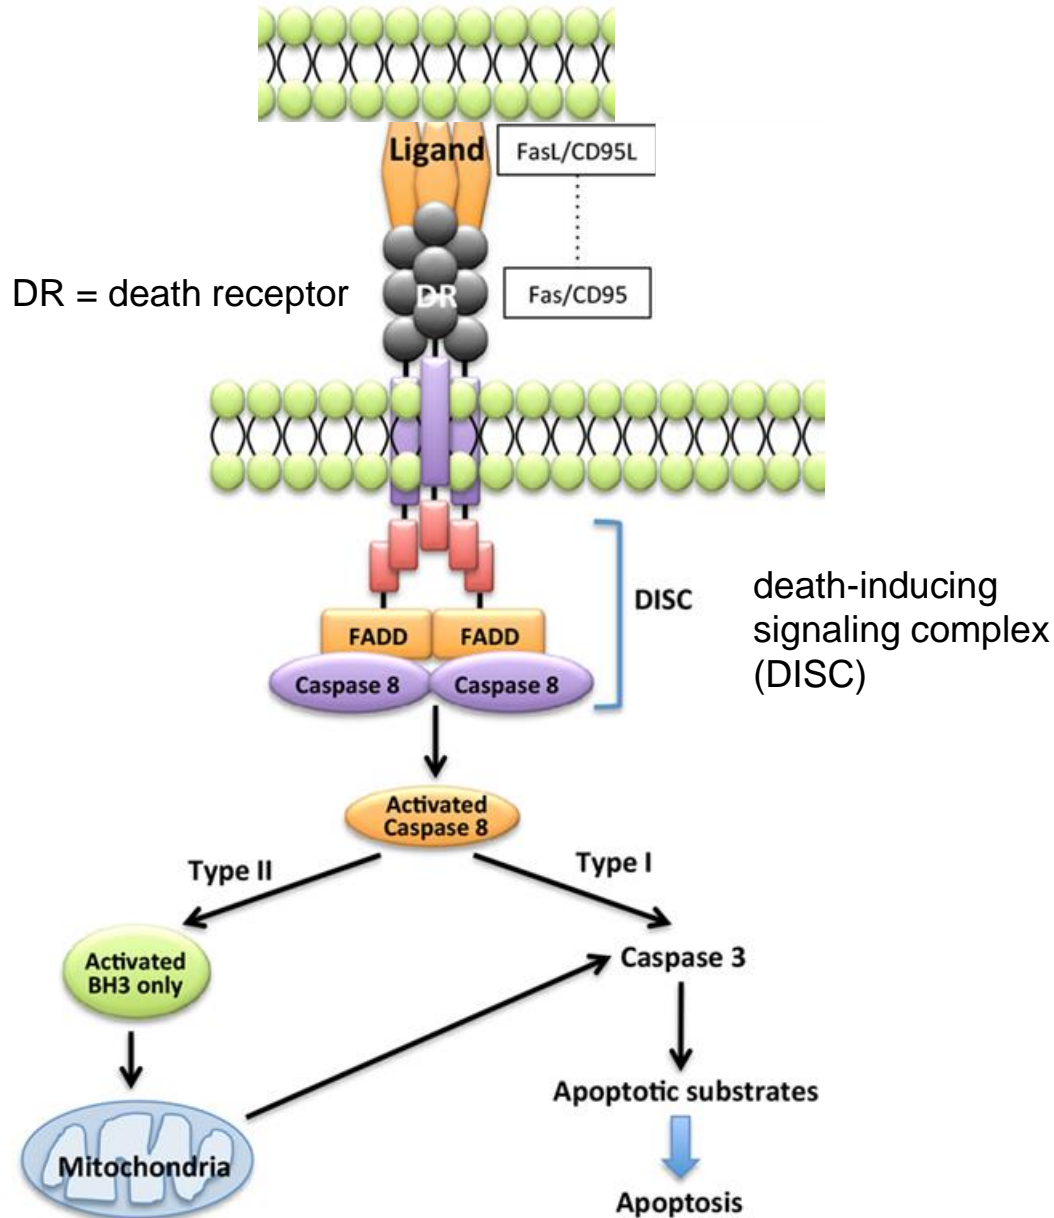 Ligand
FasL/CD95L
DR = death receptor
DR
Fas/CD95
DISC
death-inducing
signaling complex
(DISC)
FADD
FADD
Caspase 8
Caspase 8
Activated
Caspase 8
Type II
Type I
Activated
BH3 only
Caspase 3
Mitochondria
Apoptotic substrates
Apoptosis